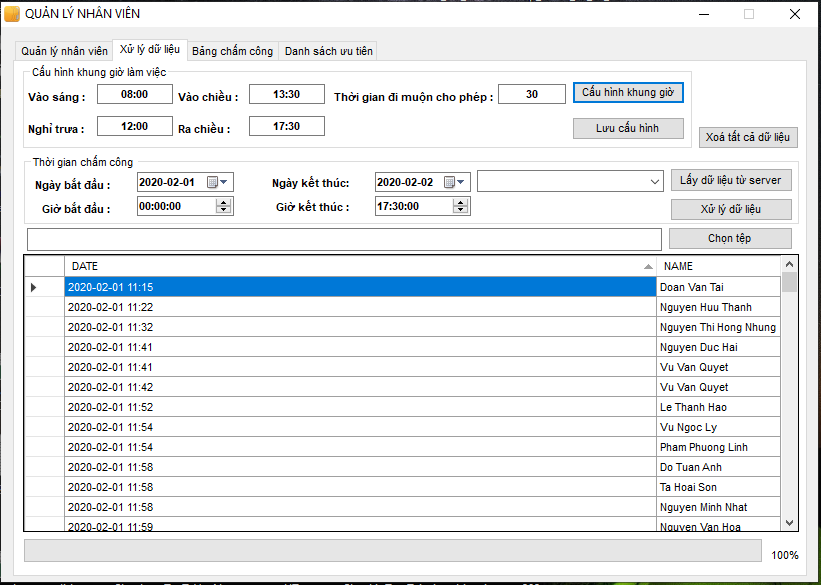 QUẢN LÝ NHÂN VIÊN
Quản lý nhân viên Xử lý dữ liệu Bảng chấm công Danh sách ưu tiên
Cấu hình khung giờ làm việc
Vào sáng : 08:00 Vào chiều : 13:30 Thời gian đi muộn cho phép : 30 Cấu hình khung giờ
Nghỉ trưa : 12:00 Ra chiều : 17:30 Lưu cấu hình
Xoá tất cả dữ liệu
Thời gian chấm công
Ngày bắt đầu : 2020-02-01 Ngày kết thúc: 2020-02-02 Lấy dữ liệu từ server
Giờ bắt đầu : 00:00:00 Giờ kết thúc : 17:30:00 Xử lý dữ liệu
Chọn tệp
DATE NAME
2020-02-01 11:15 Doan Van Tai
2020-02-01 11:22 Nguyen Huu Thanh
2020-02-01 11:32 Nguyen Thi Hong Nhung
2020-02-01 11:41 Nguyen Duc Hai
2020-02-01 11:41 Vu Van Quyet
2020-02-01 11:42 Vu Van Quyet
2020-02-01 11:52 Le Thanh Hao
2020-02-01 11:54 Vu Ngoc Ly
2020-02-01 11:54 Pham Phuong Linh
2020-02-01 11:58 Do Tuan Anh
2020-02-01 11:58 Ta Hoai Son
2020-02-01 11:58 Nguyen Minh Nhat
2020-02-01 11:59 Nguyen Van Hoa
100%